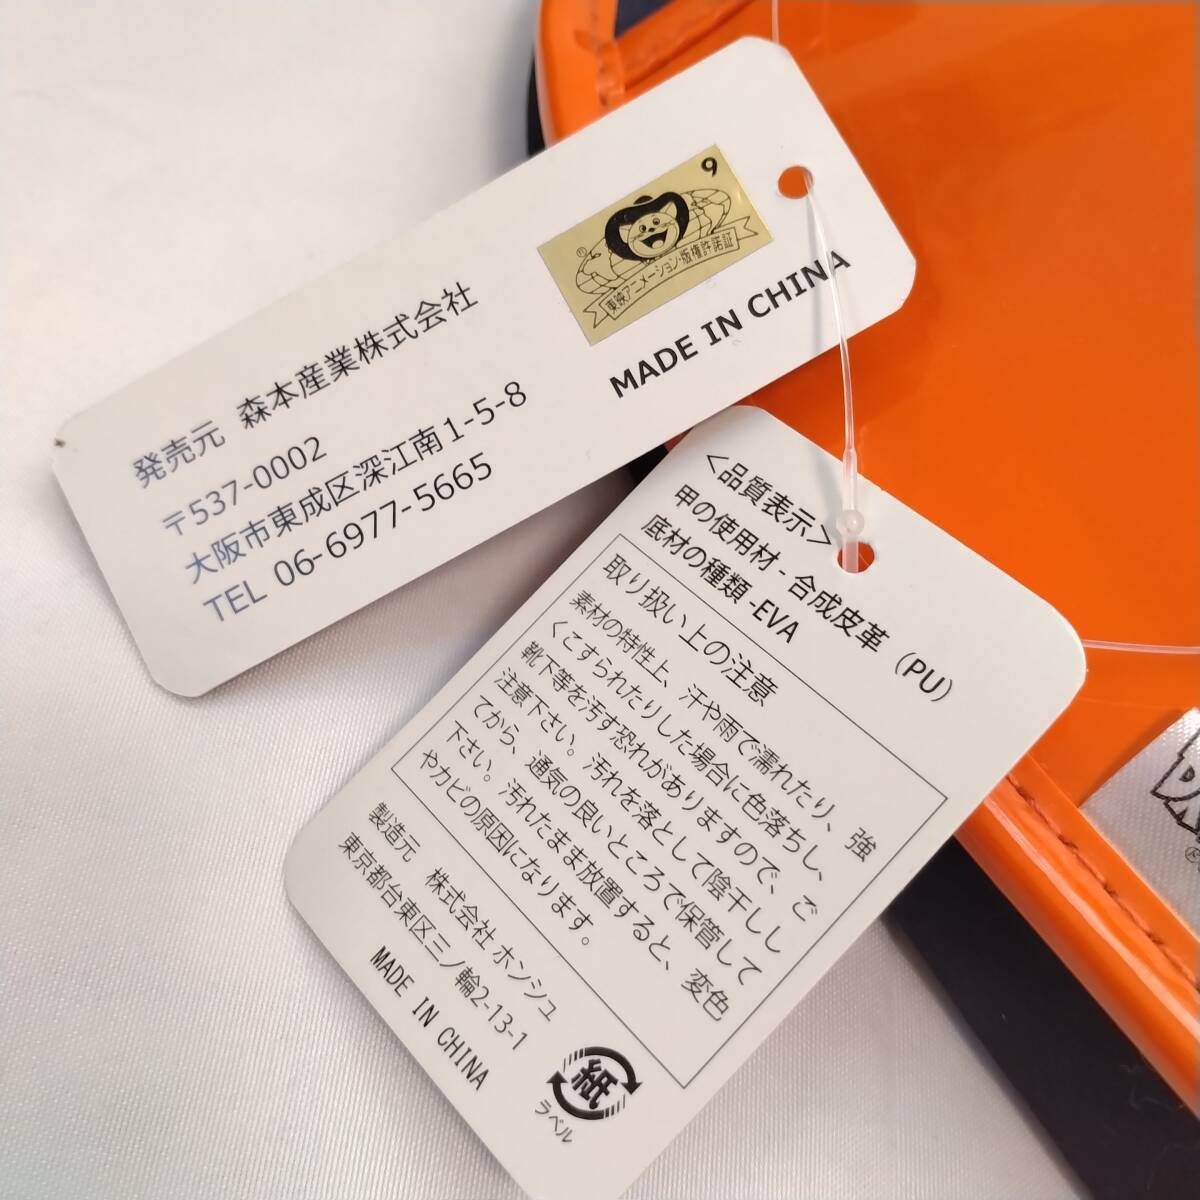 9
東映アニメーション・版権許諾証
MADE IN CHINA
発売元 森本産業株式会社
〒537-0002
大阪市東成区深江南1-5-8
TEL 06-6977-5665
<品質表示>
甲の使用材 - 合成皮革（PU）
底材の種類 -EVA
取り扱い上の注意
素材の特性上、汗や雨で濡れたり、強
くこすられたりした場合に色落ちし、
靴下等を汚す恐れがありますので、ご
注意下さい。汚れを落として陰干しし
てから、通気の良いところで保管して
下さい。汚れたまま放置すると、変色
やカビの原因になります。
製造元 株式会社 ホンシュ
東京都台東区三ノ輪2-13-1
MADE IN CHINA
紙
ラベル